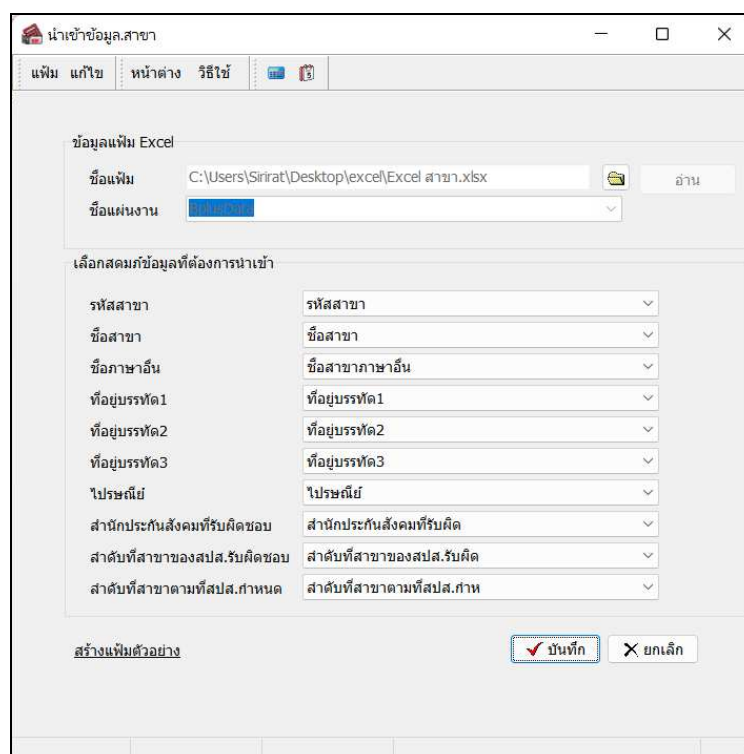 นำเข้าข้อมูล.สาขา
แฟ้ม แก้ไข หน้าต่าง วิธีใช้
ข้อมูลแฟ้ม Excel
ชื่อแฟ้ม C:\Users\Sirirat\Desktop\excel\Excel สาขา.xlsx อ่าน
ชื่อแผ่นงาน BplusData
เลือกสดมภ์ข้อมูลที่ต้องการนำเข้า
รหัสสาขา รหัสสาขา
ชื่อสาขา ชื่อสาขา
ชื่อภาษาอื่น ชื่อสาขาภาษาอื่น
ที่อยู่บรรทัด1 ที่อยู่บรรทัด1
ที่อยู่บรรทัด2 ที่อยู่บรรทัด2
ที่อยู่บรรทัด3 ที่อยู่บรรทัด3
ไปรษณีย์ ไปรษณีย์
สำนักประกันสังคมที่รับผิดชอบ สำนักประกันสังคมที่รับผิด
ลำดับที่สาขาของสปส.รับผิดชอบ ลำดับที่สาขาของสปส.รับผิด
ลำดับที่สาขาตามที่สปส.กำหนด ลำดับที่สาขาตามที่สปส.กำห
สร้างแฟ้มตัวอย่าง บันทึก ยกเลิก